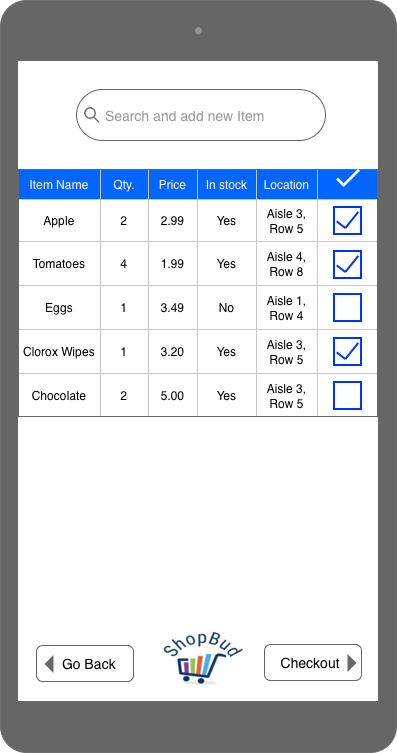 Search and add new Item
Item Name Qty. Price In stock Location
Apple 2 2.99 Yes Aisle 3,
Row 5
Tomatoes 4 1.99 Yes Aisle 4,
Row 8
Eggs 1 3.49 No Aisle 1,
Row 4
Clorox Wipes 1 3.20 Yes Aisle 3,
Row 5
Chocolate 2 5.00 Yes Aisle 3,
Row 5
ShopBud
Go Back
Checkout